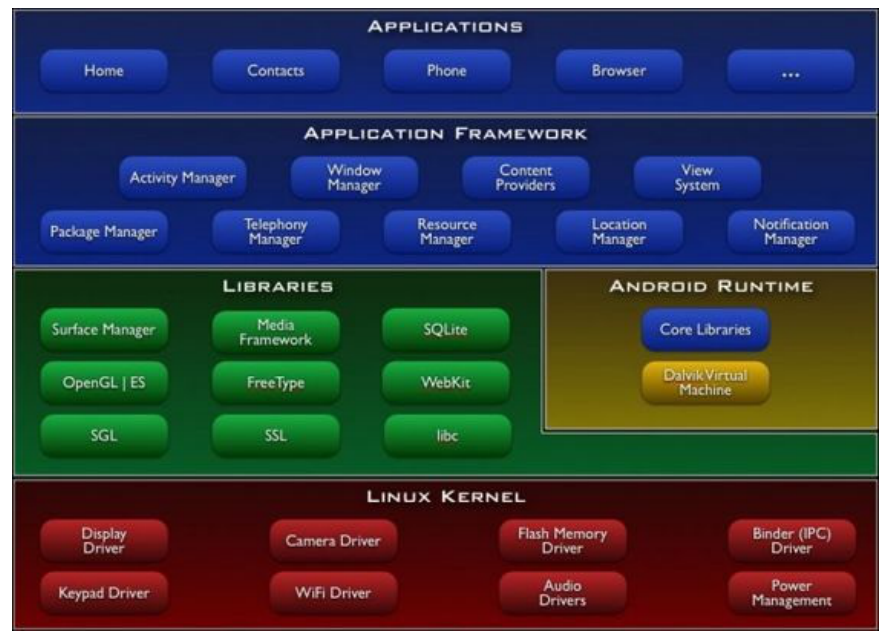 APPLICATIONS
Home
Contacts
Phone
Browser
...
APPLICATION FRAMEWORK
Activity Manager
Window
Manager
Content
Providers
View
System
Package Manager
Telephony
Manager
Resource
Manager
Location
Manager
Notification
Manager
LIBRARIES
Surface Manager
Media
Framework
SQLite
OpenGL | ES
FreeType
WebKit
SGL
SSL
libc
ANDROID RUNTIME
Core Libraries
Dalvik Virtual
Machine
LINUX KERNEL
Display
Driver
Camera Driver
Flash Memory
Driver
Binder (IPC)
Driver
Keypad Driver
WiFi Driver
Audio
Drivers
Power
Management